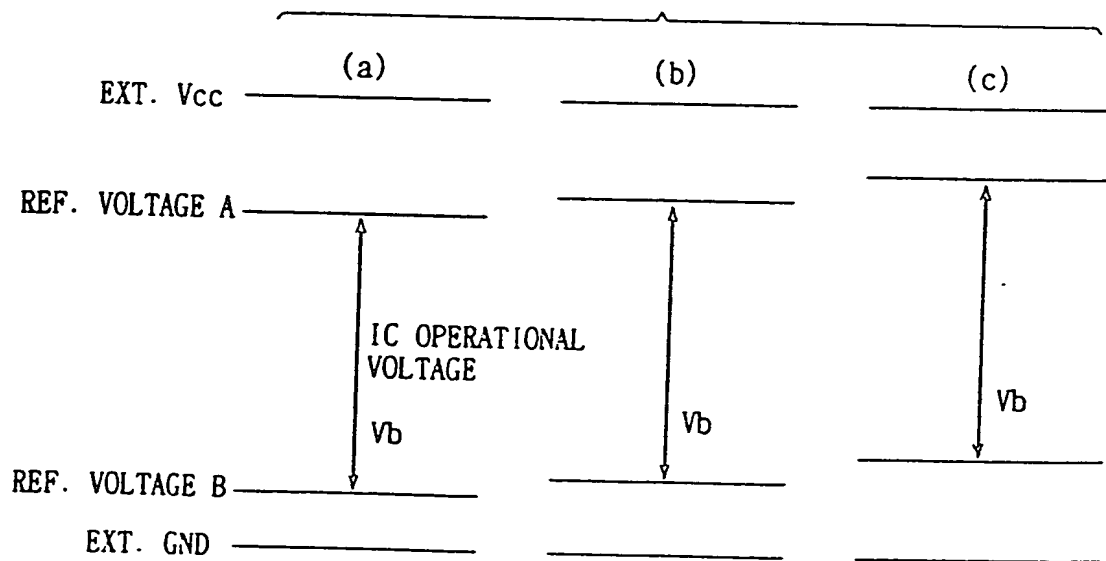 (a) (b) (c)
EXT. Vcc
REF. VOLTAGE A
IC OPERATIONAL
VOLTAGE
Vb Vb Vb
REF. VOLTAGE B
EXT. GND